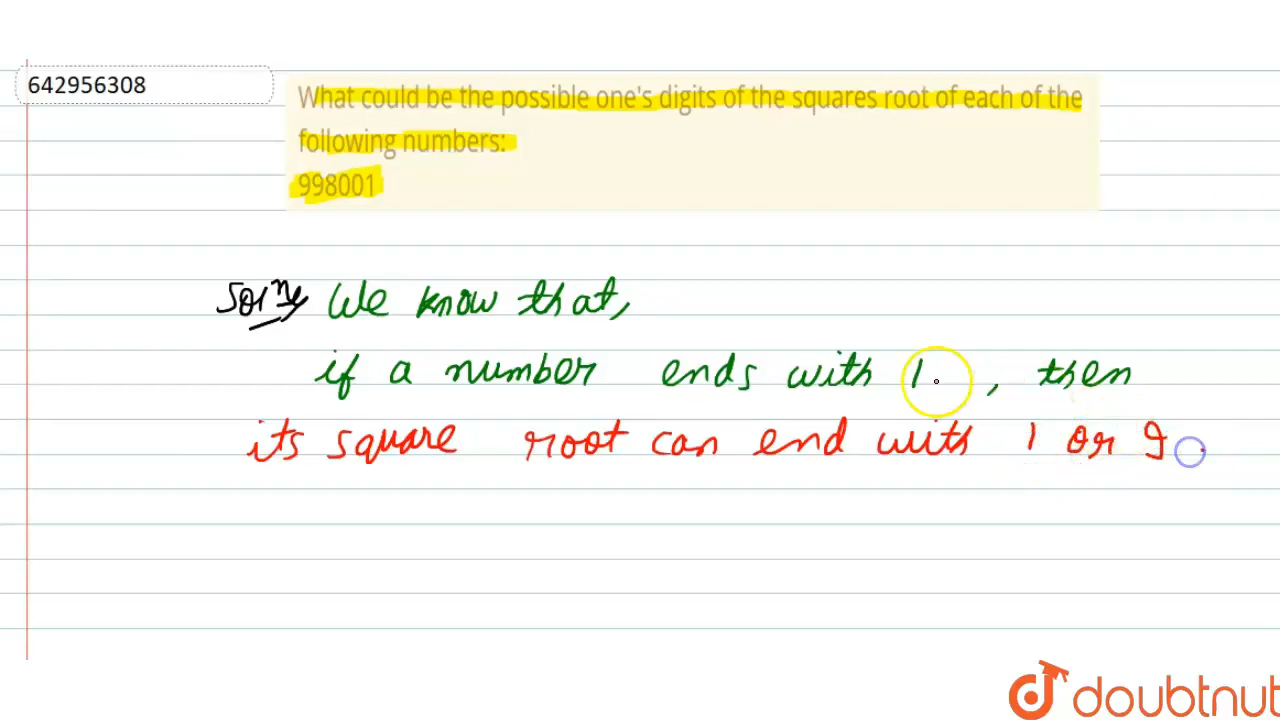 642956308
What could be the possible one's digits of the squares root of each of the
following numbers:
998001
We know that,
if a number ends with 1. , then
its square root can end with 1 or 9
doubtnut